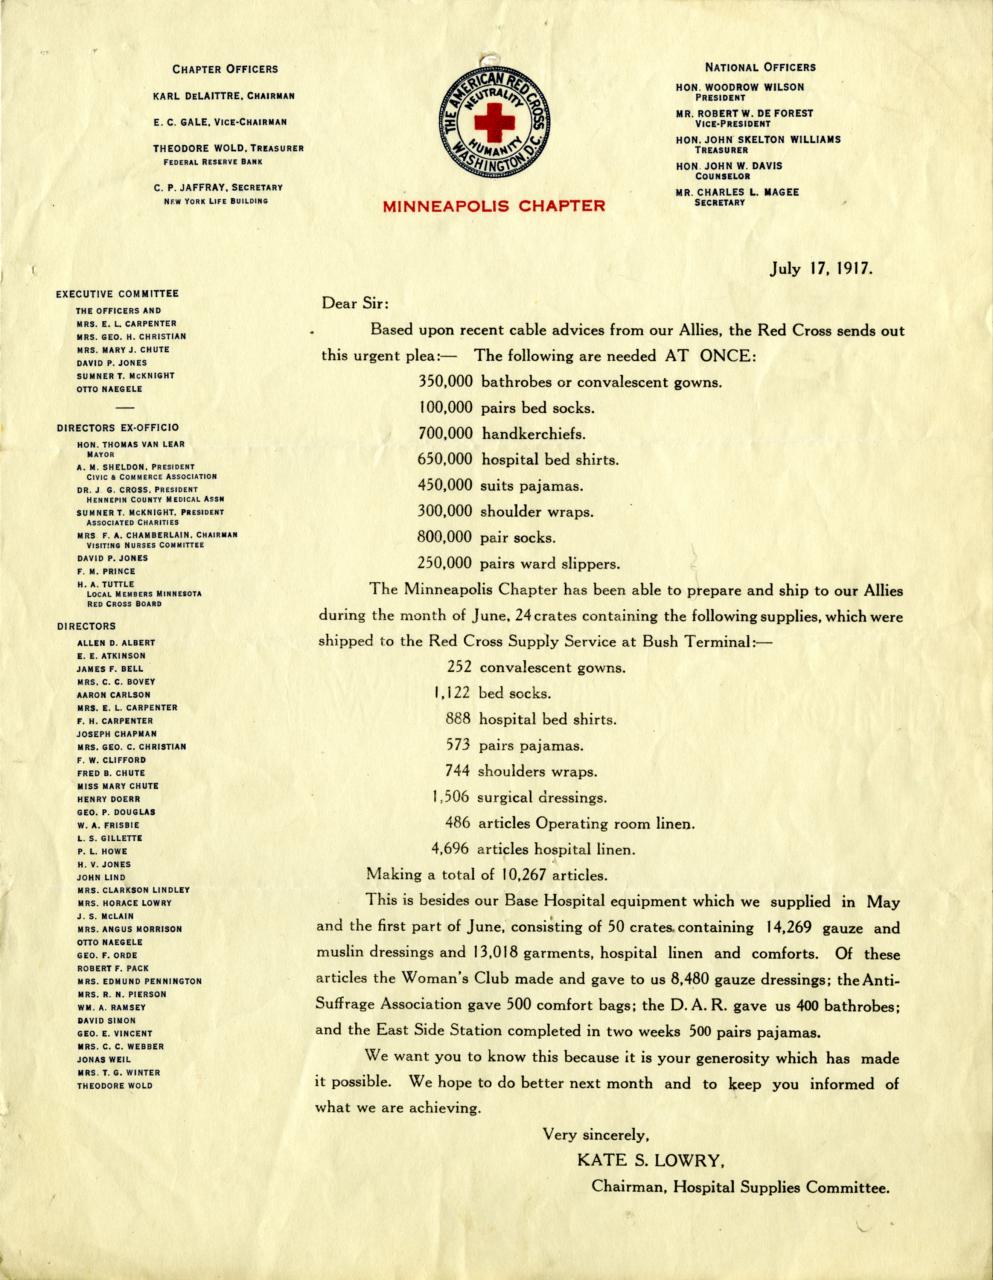 CHAPTER OFFICERS
KARL DELAITTRE, CHAIRMAN
E. C. GALE, VICE-CHAIRMAN
THEODORE WOLD, TREASURER
FEDERAL RESERVE BANK
C. P. JAFFRAY, SECRETARY
NEW YORK LIFE BUILDING
THE AMERICAN RED CROSS
NEUTRALITY
HUMANITY
WASHINGTON, D.C.
MINNEAPOLIS CHAPTER
NATIONAL OFFICERS
HON. WOODROW WILSON
PRESIDENT
MR. ROBERT W. DE FOREST
VICE-PRESIDENT
HON. JOHN SKELTON WILLIAMS
TREASURER
HON. JOHN W. DAVIS
COUNSELOR
MR. CHARLES L. MAGEE
SECRETARY
EXECUTIVE COMMITTEE
THE OFFICERS AND
MRS. E. L. CARPENTER
MRS. GEO. H. CHRISTIAN
MRS. MARY J. CHUTE
DAVID P. JONES
SUMNER T. McKNIGHT
OTTO NAEGELE
DIRECTORS EX-OFFICIO
HON. THOMAS VAN LEAR
MAYOR
A. M. SHELDON, PRESIDENT
CIVIC & COMMERCE ASSOCIATION
DR. J G. CROSS, PRESIDENT
HENNEPIN COUNTY MEDICAL ASSN
SUMNER T. McKNIGHT, PRESIDENT
ASSOCIATED CHARITIES
MRS F. A. CHAMBERLAIN, CHAIRMAN
VISITING NURSES COMMITTEE
DAVID P. JONES
F. M. PRINCE
H. A. TUTTLE
LOCAL MEMBERS MINNESOTA
RED CROSS BOARD
DIRECTORS
ALLEN D. ALBERT
E. E. ATKINSON
JAMES F. BELL
MRS. C. C. BOVEY
AARON CARLSON
MRS. E. L. CARPENTER
F. H. CARPENTER
JOSEPH CHAPMAN
MRS. GEO. C. CHRISTIAN
F. W. CLIFFORD
FRED B. CHUTE
MISS MARY CHUTE
HENRY DOERR
GEO. P. DOUGLAS
W. A. FRISBIE
L. S. GILLETTE
P. L. HOWE
H. V. JONES
JOHN LIND
MRS. CLARKSON LINDLEY
MRS. HORACE LOWRY
J. S. McLAIN
MRS. ANGUS MORRISON
OTTO NAEGELE
GEO. F. ORDE
ROBERT F. PACK
MRS. EDMUND PENNINGTON
MRS. R. N. PIERSON
WM. A. RAMSEY
DAVID SIMON
GEO. E. VINCENT
MRS. C. C. WEBBER
JONAS WEIL
MRS. T. G. WINTER
THEODORE WOLD
July 17, 1917.
Dear Sir:
Based upon recent cable advices from our Allies, the Red Cross sends out
this urgent plea:— The following are needed AT ONCE:
350,000 bathrobes or convalescent gowns.
100,000 pairs bed socks.
700,000 handkerchiefs.
650,000 hospital bed shirts.
450,000 suits pajamas.
300,000 shoulder wraps.
800,000 pair socks.
250,000 pairs ward slippers.
The Minneapolis Chapter has been able to prepare and ship to our Allies
during the month of June, 24 crates containing the following supplies, which were
shipped to the Red Cross Supply Service at Bush Terminal:—
252 convalescent gowns.
1,122 bed socks.
888 hospital bed shirts.
573 pairs pajamas.
744 shoulders wraps.
1,506 surgical dressings.
486 articles Operating room linen.
4,696 articles hospital linen.
Making a total of 10,267 articles.
This is besides our Base Hospital equipment which we supplied in May
and the first part of June, consisting of 50 crates containing 14,269 gauze and
muslin dressings and 13,018 garments, hospital linen and comforts. Of these
articles the Woman's Club made and gave to us 8,480 gauze dressings; the Anti-
Suffrage Association gave 500 comfort bags; the D. A. R. gave us 400 bathrobes;
and the East Side Station completed in two weeks 500 pairs pajamas.
We want you to know this because it is your generosity which has made
it possible. We hope to do better next month and to keep you informed of
what we are achieving.
Very sincerely,
KATE S. LOWRY,
Chairman, Hospital Supplies Committee.